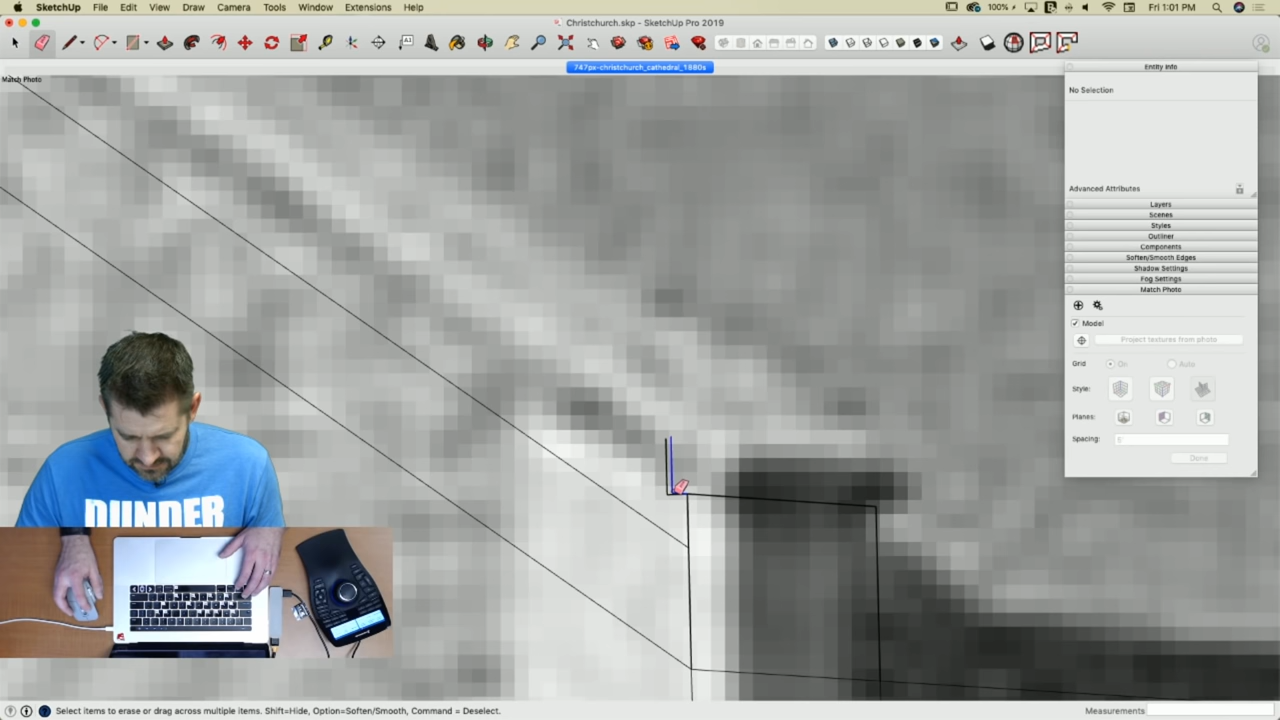 SketchUp File Edit View Draw Camera Tools Window Extensions Help
100% Fri 1:01 PM
Christchurch.skp - SketchUp Pro 2019
747px-christchurch_cathedral_1880s
Match Photo
Entity Info
No Selection
Advanced Attributes
Layers
Scenes
Styles
Outliner
Components
Soften/Smooth Edges
Shadow Settings
Fog Settings
Match Photo
Model
Project textures from photo
Grid On Auto
Style:
Planes:
Spacing:
Done
DUNDER
Select items to erase or drag across multiple items. Shift=Hide, Option=Soften/Smooth, Command = Deselect.
Measurements